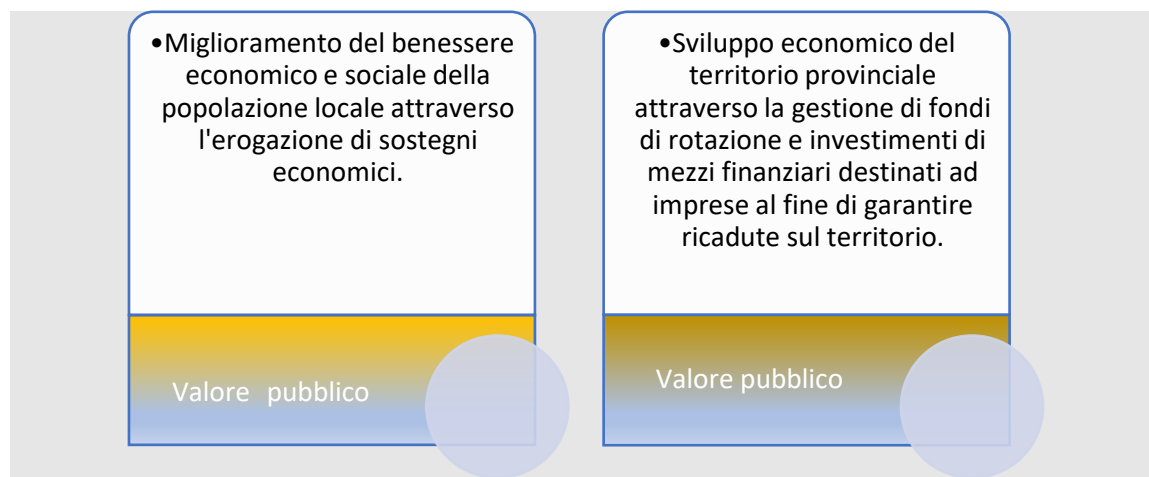 •Miglioramento del benessere
economico e sociale della
popolazione locale attraverso
l'erogazione di sostegni
economici.
Valore pubblico
•Sviluppo economico del
territorio provinciale
attraverso la gestione di fondi
di rotazione e investimenti di
mezzi finanziari destinati ad
imprese al fine di garantire
ricadute sul territorio.
Valore pubblico